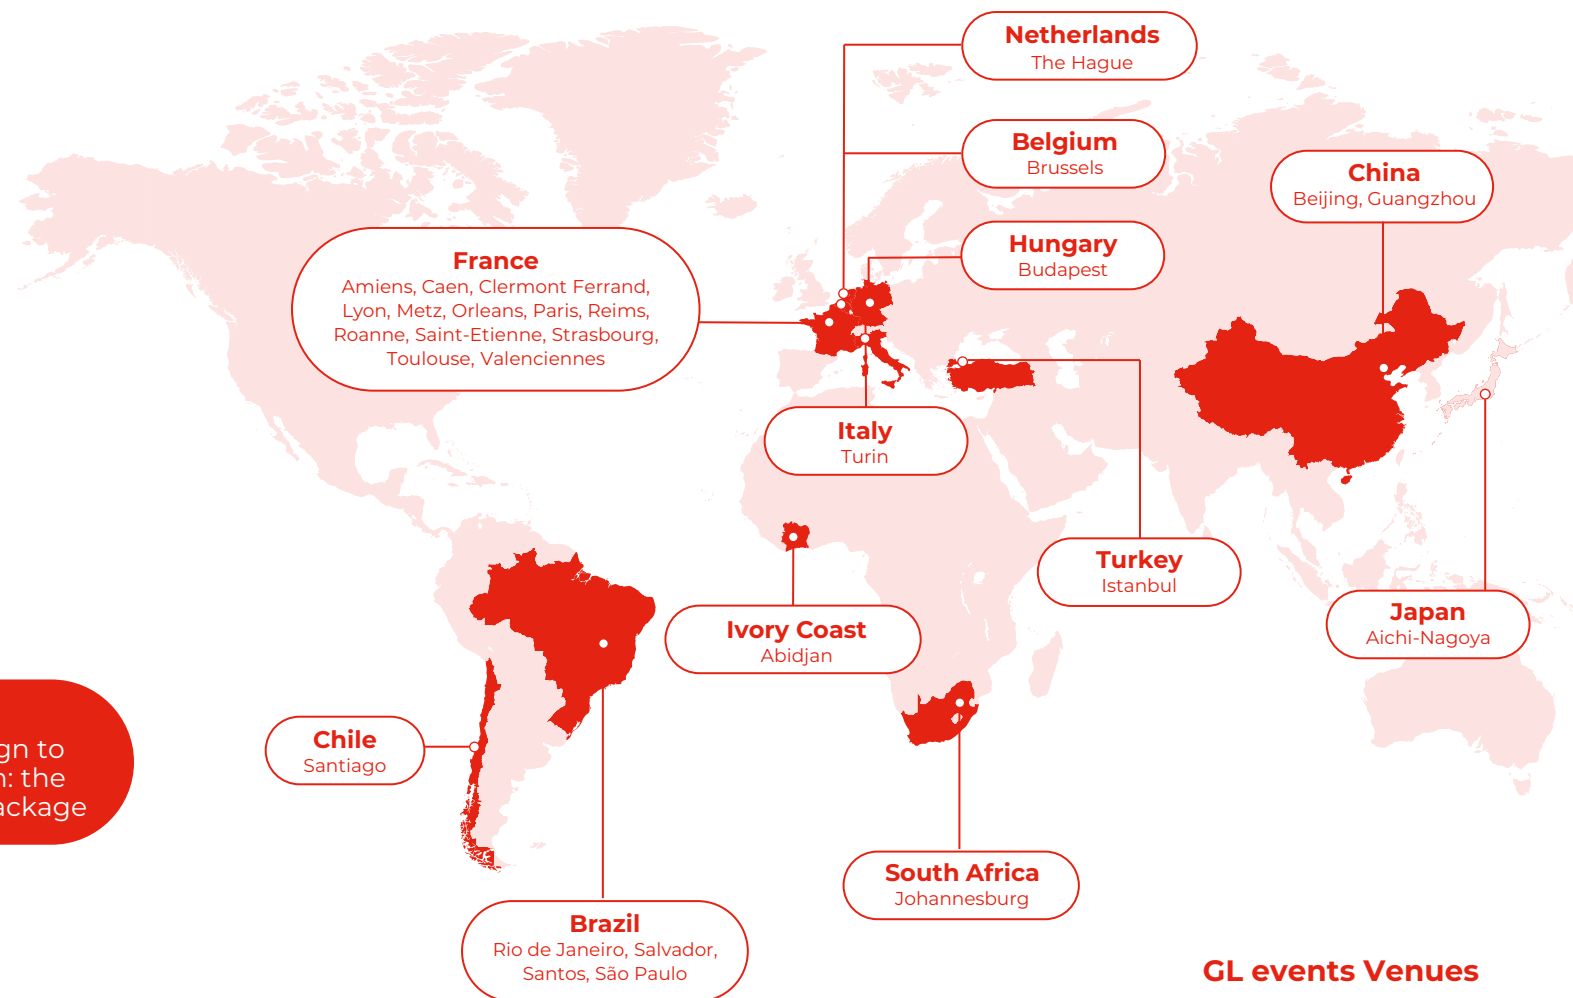 Netherlands
The Hague
Belgium
Brussels
China
Beijing, Guangzhou
Hungary
Budapest
France
Amiens, Caen, Clermont Ferrand,
Lyon, Metz, Orleans, Paris, Reims,
Roanne, Saint-Etienne, Strasbourg,
Toulouse, Valenciennes
Italy
Turin
Turkey
Istanbul
Japan
Aichi-Nagoya
Ivory Coast
Abidjan
Chile
Santiago
to
: the
South Africa
Johannesburg
Brazil
Rio de Janeiro, Salvador,
Santos, São Paulo
GL events Venues